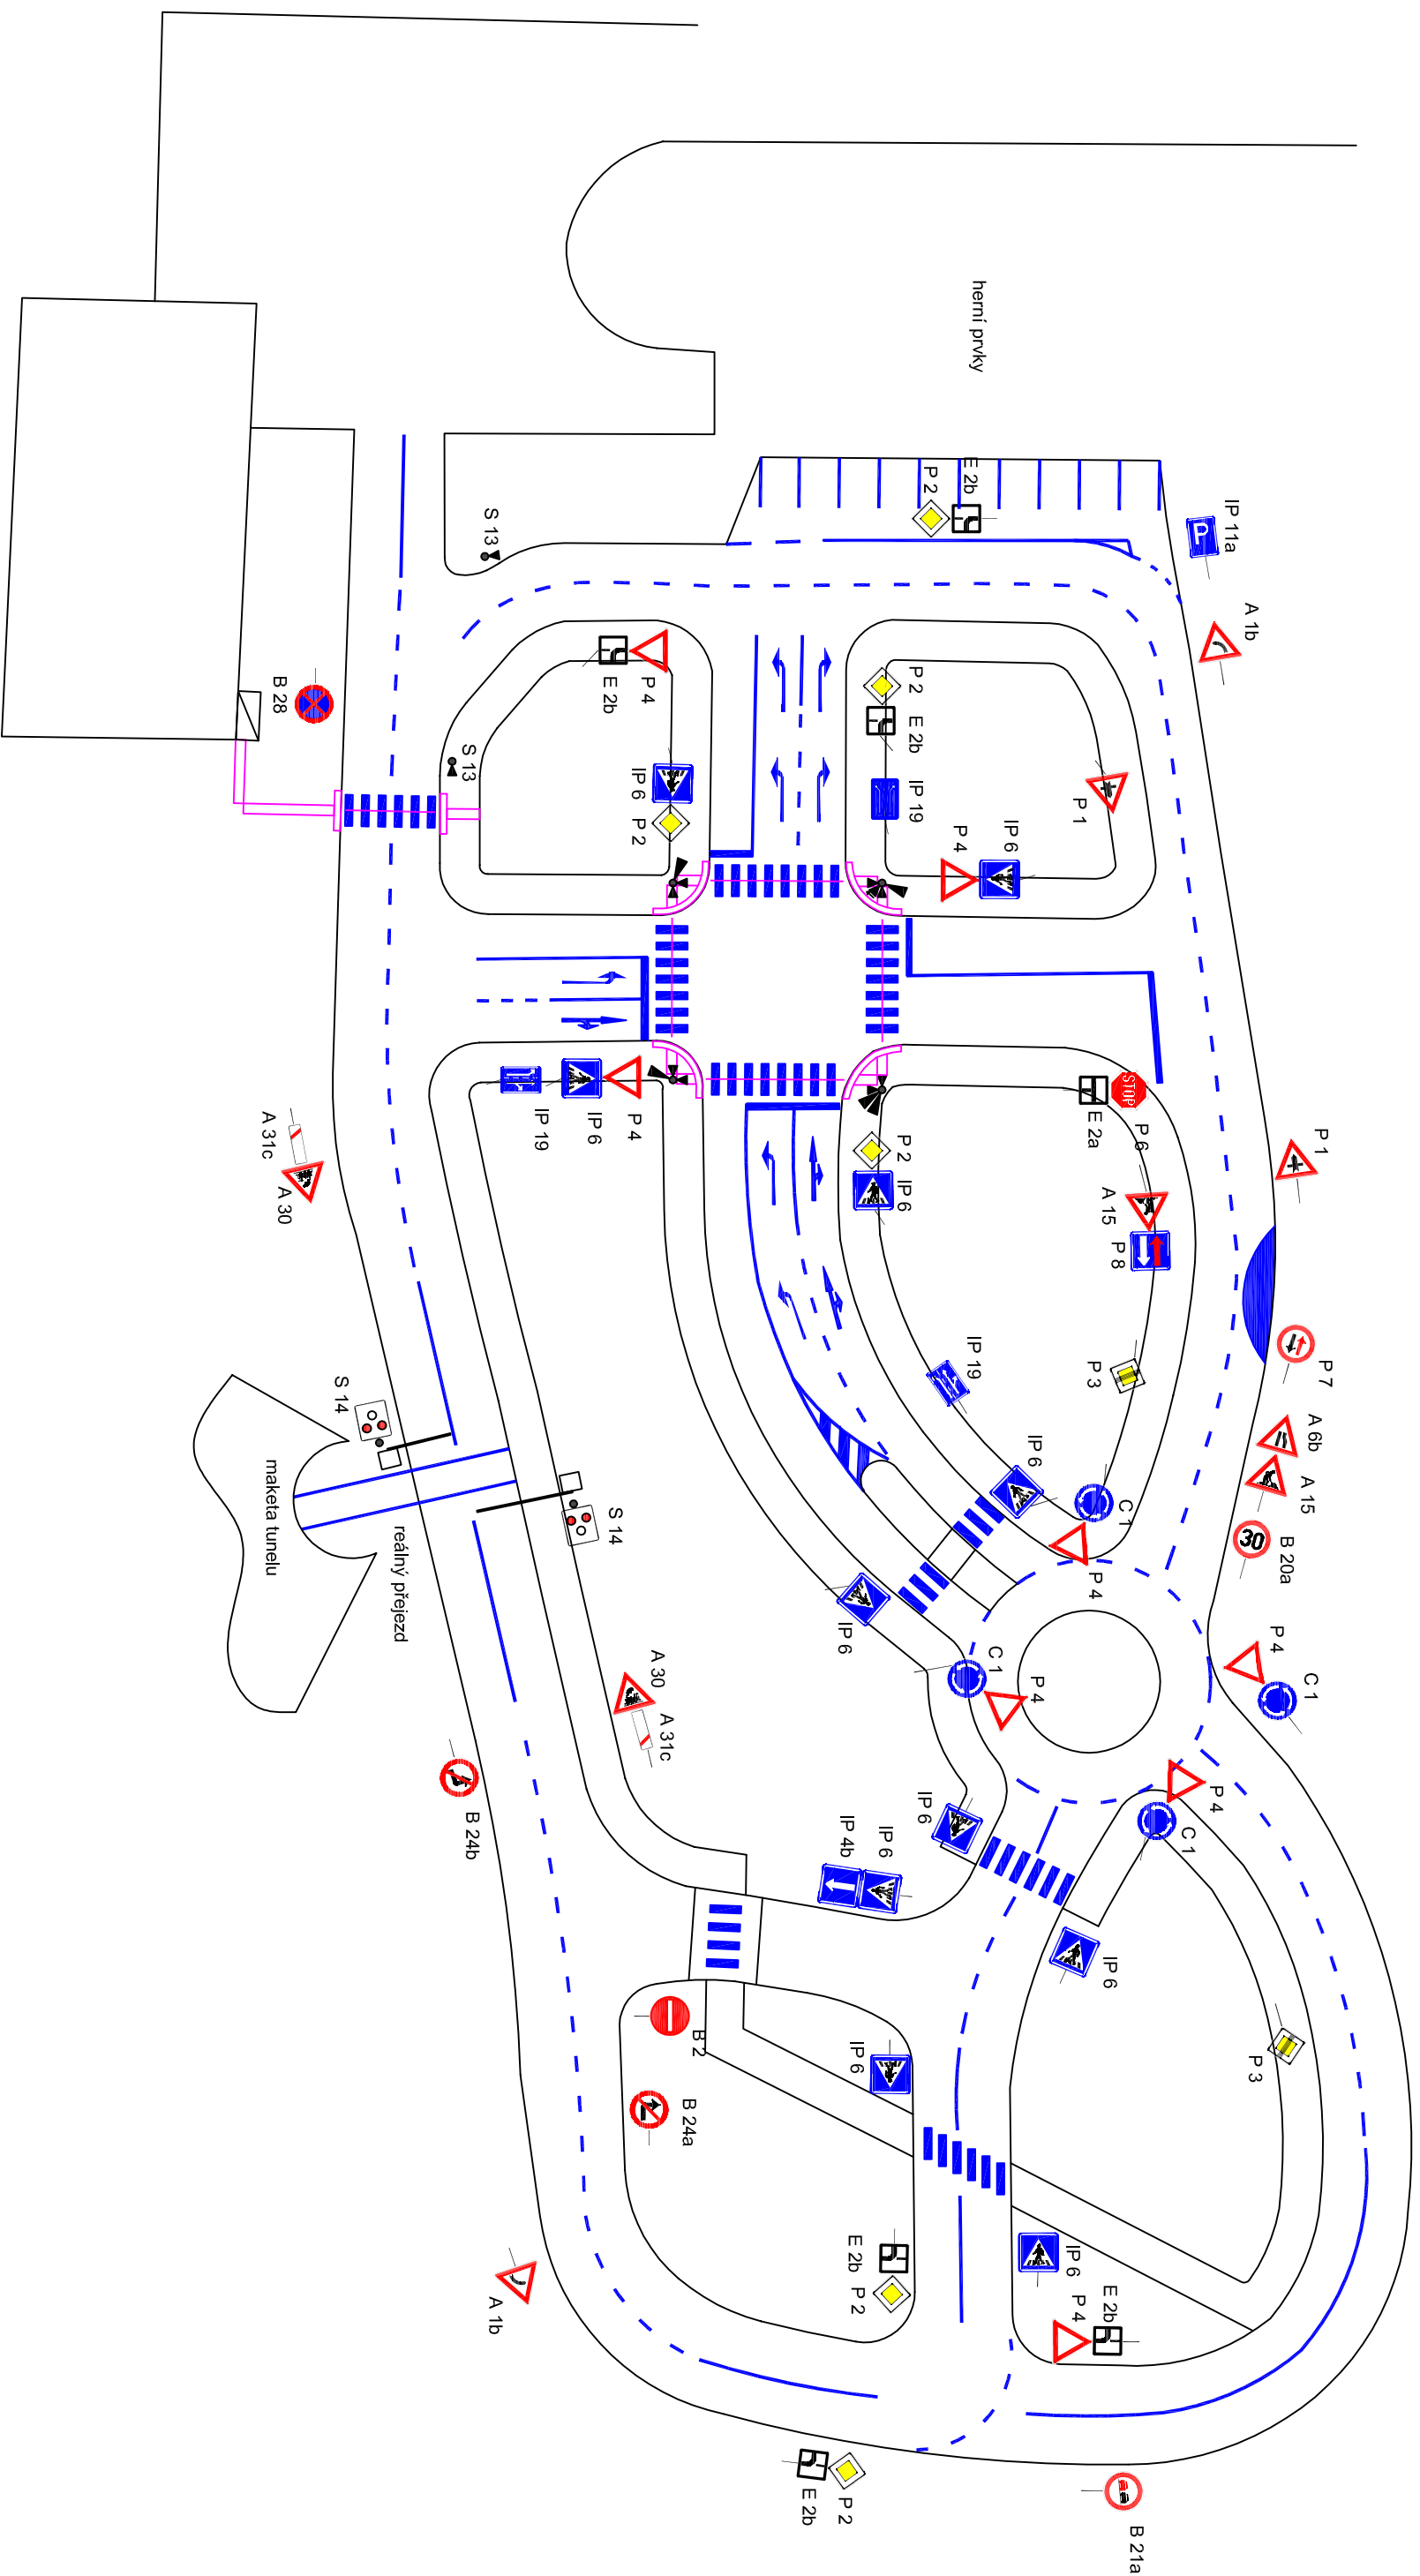 herní prvky
E 2b
P 2
IP 11a
S 13
A 1b
P 4
E 2b
B 28
P 2
E 2b
IP 19
P 1
S 13
IP 6
P 2
P 4
IP 6
A 31c
A 30
IP 19
IP 6
P 4
P 2
IP 6
STOP
E 2a
P 6
A 15
P 8
P 1
P 7
IP 19
P 3
A 6b
A 15
30
B 20a
S 14
maketa tunelu
reálný přejezd
S 14
IP 6
C 1
P 4
IP 6
C 1
P 4
P 4
C 1
A 30
A 31c
B 24b
IP 6
IP 4b
IP 6
P 4
C 1
IP 6
B 2
B 24a
IP 6
P 3
A 1b
E 2b
P 2
IP 6
P 4
E 2b
E 2b
P 2
B 21a
P